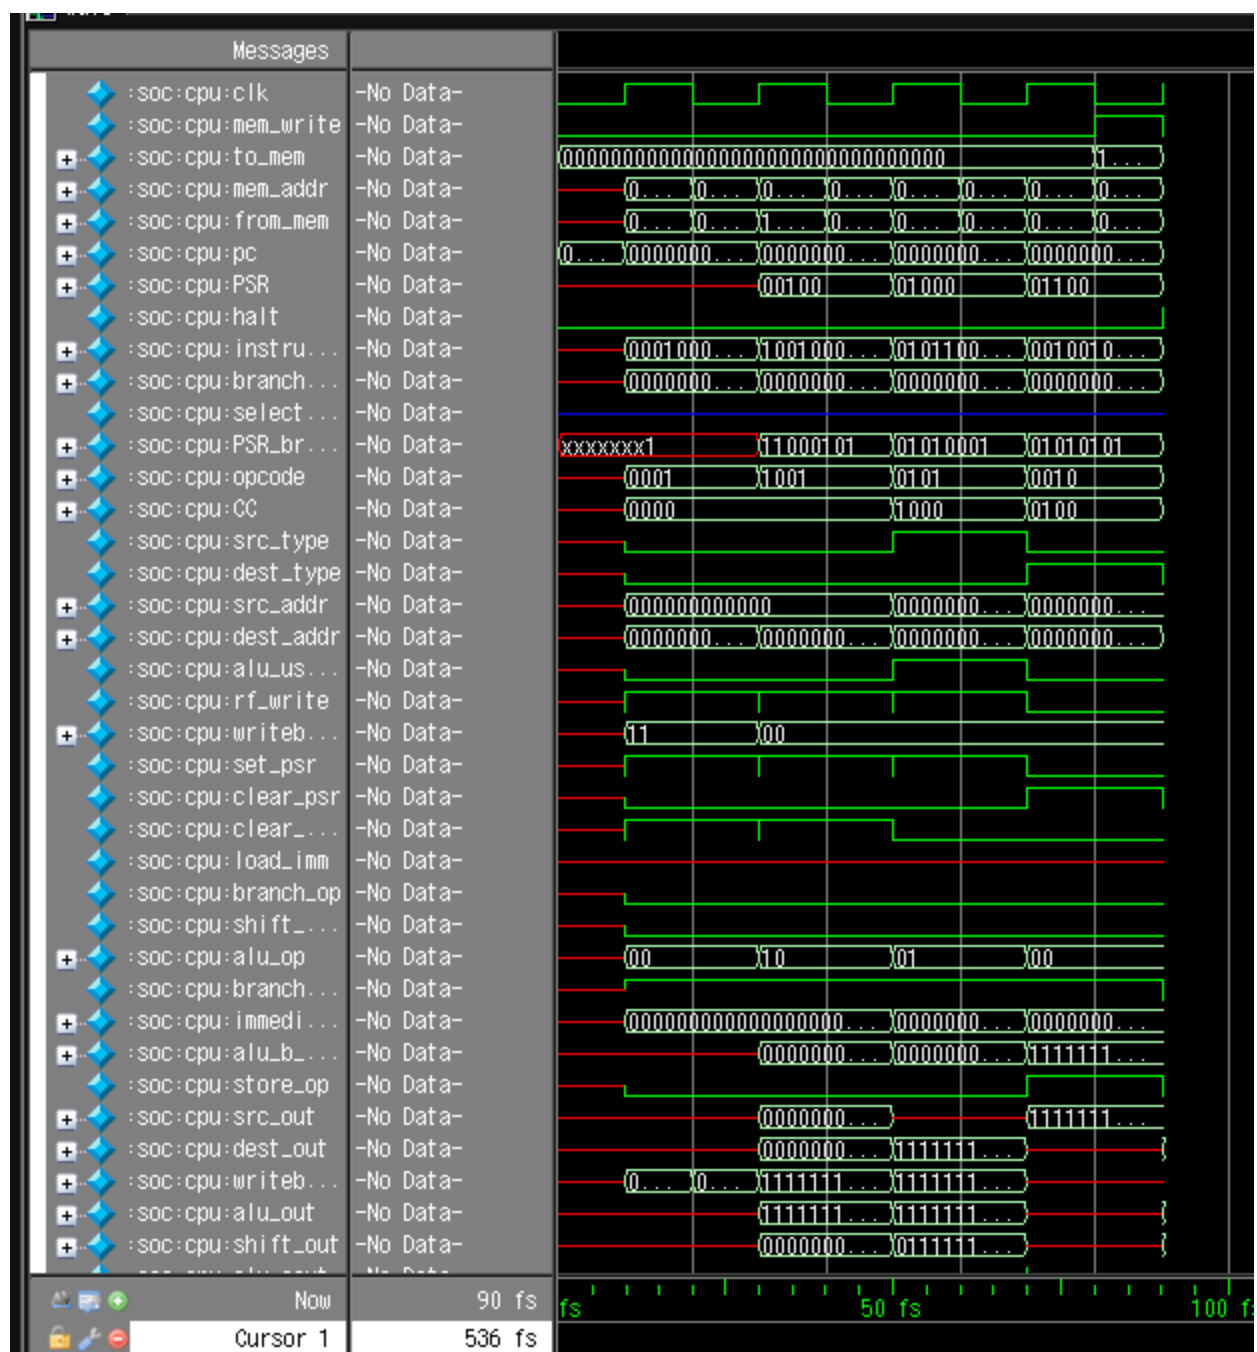 Messages
:soc:cpu:clk -No Data-
:soc:cpu:mem_write -No Data-
:soc:cpu:to_mem -No Data- 00000000000000000000000000000000 1...
:soc:cpu:mem_addr -No Data- 0... 0... 0... 0... 0... 0... 0... 0...
:soc:cpu:from_mem -No Data- 0... 0... 1... 0... 0... 0... 0... 0...
:soc:cpu:pc -No Data- 0... 0000000... 0000000... 0000000... 0000000...
:soc:cpu:PSR -No Data- 00100 01000 01100
:soc:cpu:halt -No Data-
:soc:cpu:instru... -No Data- 0001000... 1001000... 0101100... 0010010...
:soc:cpu:branch... -No Data- 0000000... 0000000... 0000000... 0000000...
:soc:cpu:select... -No Data-
:soc:cpu:PSR_br... -No Data- xxxxxxx1 11000101 01010001 01010101
:soc:cpu:opcode -No Data- 0001 1001 0101 0010
:soc:cpu:CC -No Data- 0000 1000 0100
:soc:cpu:src_type -No Data-
:soc:cpu:dest_type -No Data-
:soc:cpu:src_addr -No Data- 000000000000 0000000... 0000000...
:soc:cpu:dest_addr -No Data- 0000000... 0000000... 0000000... 0000000...
:soc:cpu:alu_us... -No Data-
:soc:cpu:rf_write -No Data-
:soc:cpu:writeb... -No Data- 11 00
:soc:cpu:set_psr -No Data-
:soc:cpu:clear_psr -No Data-
:soc:cpu:clear_... -No Data-
:soc:cpu:load_imm -No Data-
:soc:cpu:branch_op -No Data-
:soc:cpu:shift_... -No Data-
:soc:cpu:alu_op -No Data- 00 10 01 00
:soc:cpu:branch... -No Data-
:soc:cpu:immedi... -No Data- 000000000000000000... 0000000... 0000000...
:soc:cpu:alu_b_... -No Data- 0000000... 0000000... 1111111...
:soc:cpu:store_op -No Data-
:soc:cpu:src_out -No Data- 0000000... 1111111...
:soc:cpu:dest_out -No Data- 0000000... 1111111...
:soc:cpu:writeb... -No Data- 0... 0... 1111111... 1111111...
:soc:cpu:alu_out -No Data- 1111111... 1111111...
:soc:cpu:shift_out -No Data- 0000000... 0111111...
Now 90 fs fs 50 fs 100 f
Cursor 1 536 fs